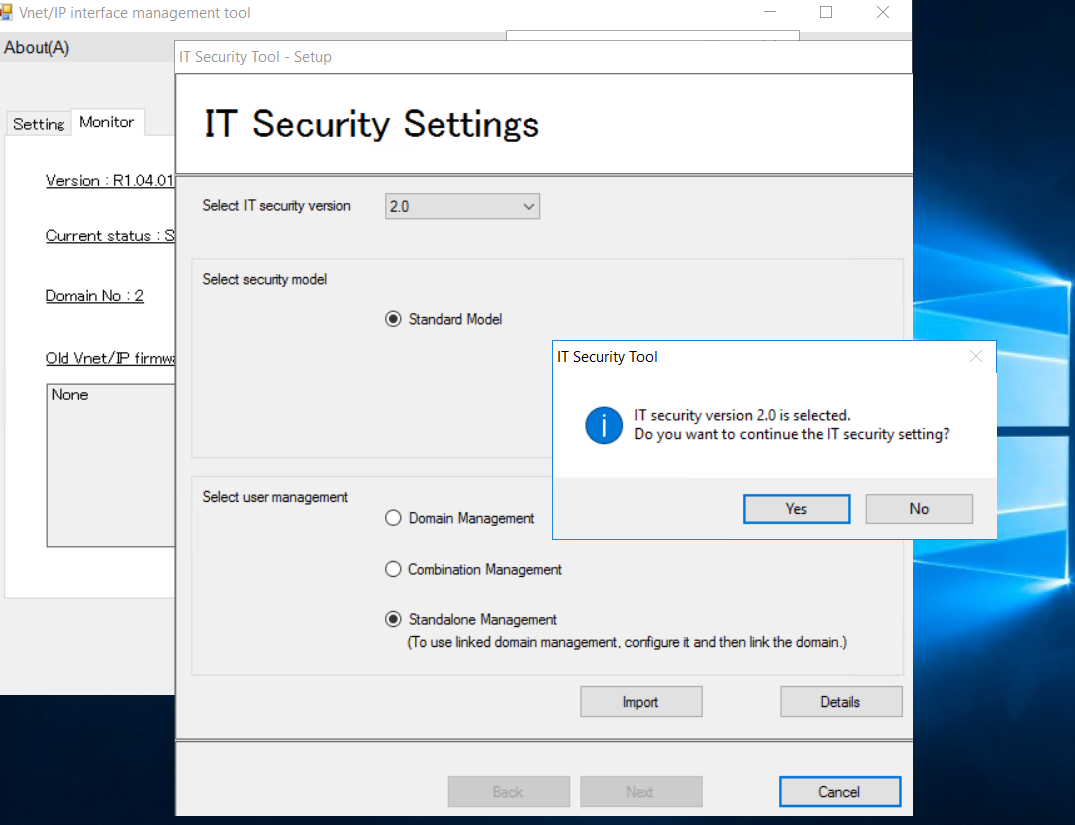 Vnet/IP interface management tool
About(A)
IT Security Tool - Setup
IT Security Settings
Setting
Monitor
Version : R1.04.01
Current status : S
Domain No : 2
Old Vnet/IP firmwa
None
Select IT security version
2.0
Select security model
Standard Model
IT Security Tool
IT security version 2.0 is selected.
Do you want to continue the IT security setting?
Yes
No
Select user management
Domain Management
Combination Management
Standalone Management
(To use linked domain management, configure it and then link the domain.)
Import
Details
Back
Next
Cancel